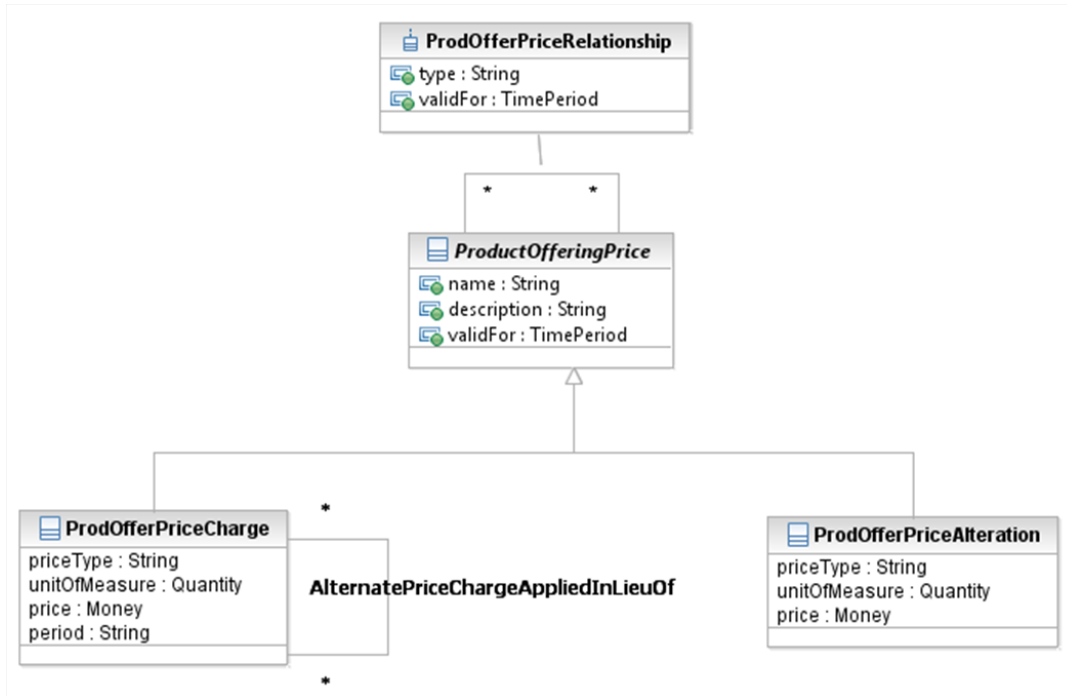 ProdOfferPriceRelationship
type : String
validFor : TimePeriod
* *
ProductOfferingPrice
name : String
description : String
validFor : TimePeriod
ProdOfferPriceCharge
priceType : String
unitOfMeasure : Quantity
price : Money
period : String
*
AlternatePriceChargeAppliedInLieuOf
*
ProdOfferPriceAlteration
priceType : String
unitOfMeasure : Quantity
price : Money